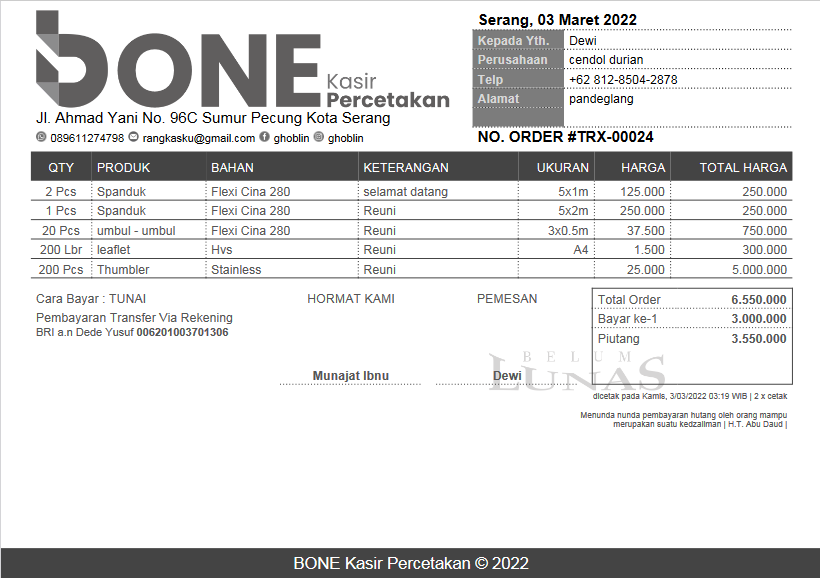 bONE
Kasir
Percetakan
Jl. Ahmad Yani No. 96C Sumur Pecung Kota Serang
089611274798 rangkasku@gmail.com ghoblin ghoblin
Serang, 03 Maret 2022
Kepada Yth. Dewi
Perusahaan cendol durian
Telp +62 812-8504-2878
Alamat pandeglang
NO. ORDER #TRX-00024
QTY PRODUK BAHAN KETERANGAN UKURAN HARGA TOTAL HARGA
2 Pcs Spanduk Flexi Cina 280 selamat datang 5x1m 125.000 250.000
1 Pcs Spanduk Flexi Cina 280 Reuni 5x2m 250.000 250.000
20 Pcs umbul - umbul Flexi Cina 280 Reuni 3x0.5m 37.500 750.000
200 Lbr leaflet Hvs Reuni A4 1.500 300.000
200 Pcs Thumbler Stainless Reuni 25.000 5.000.000
Cara Bayar : TUNAI
Pembayaran Transfer Via Rekening
BRI a.n Dede Yusuf 006201003701306
HORMAT KAMI
Munajat Ibnu
PEMESAN
Dewi
Total Order 6.550.000
Bayar ke-1 3.000.000
Piutang 3.550.000
BELUM
LUNAS
dicetak pada Kamis, 3/03/2022 03:19 WIB | 2 x cetak
Menunda nunda pembayaran hutang oleh orang mampu
merupakan suatu kedzaliman | H.T. Abu Daud |
BONE Kasir Percetakan © 2022